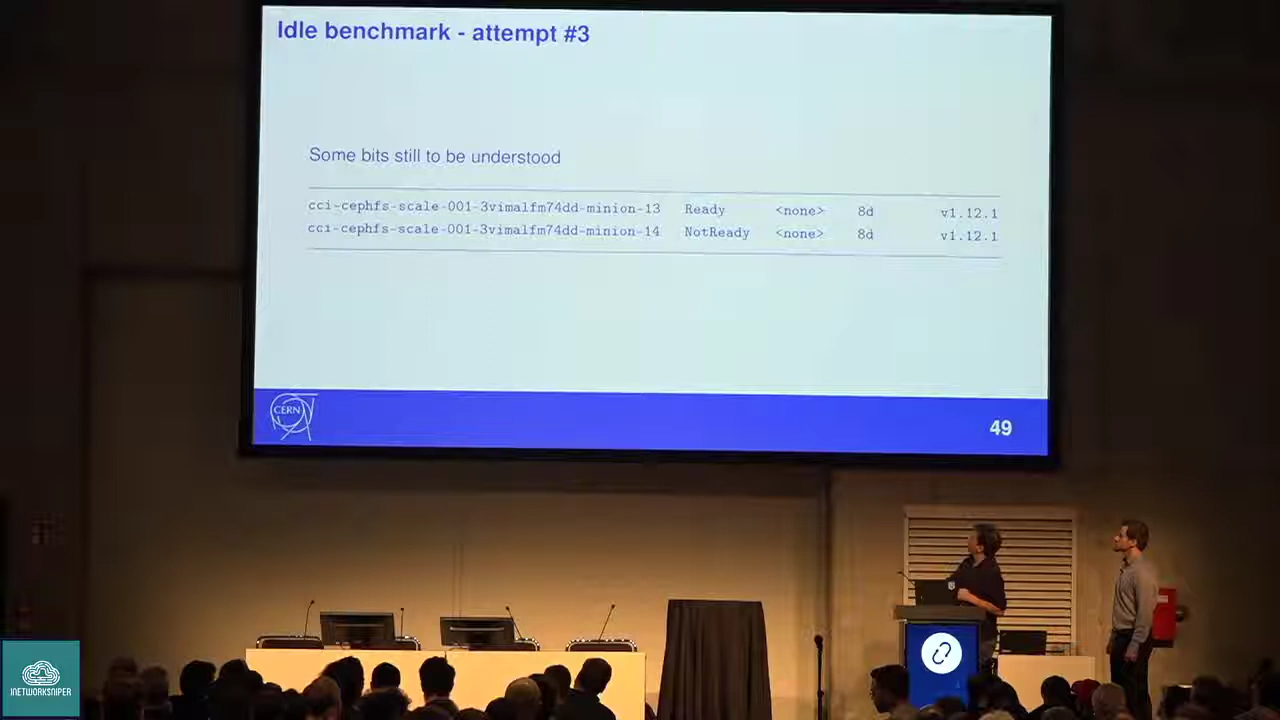 Idle benchmark - attempt #3
Some bits still to be understood
cci-cephfs-scale-001-3vimalfm74dd-minion-13 Ready <none> 8d v1.12.1
cci-cephfs-scale-001-3vimalfm74dd-minion-14 NotReady <none> 8d v1.12.1
CERN
49
INETWORKSNIPER